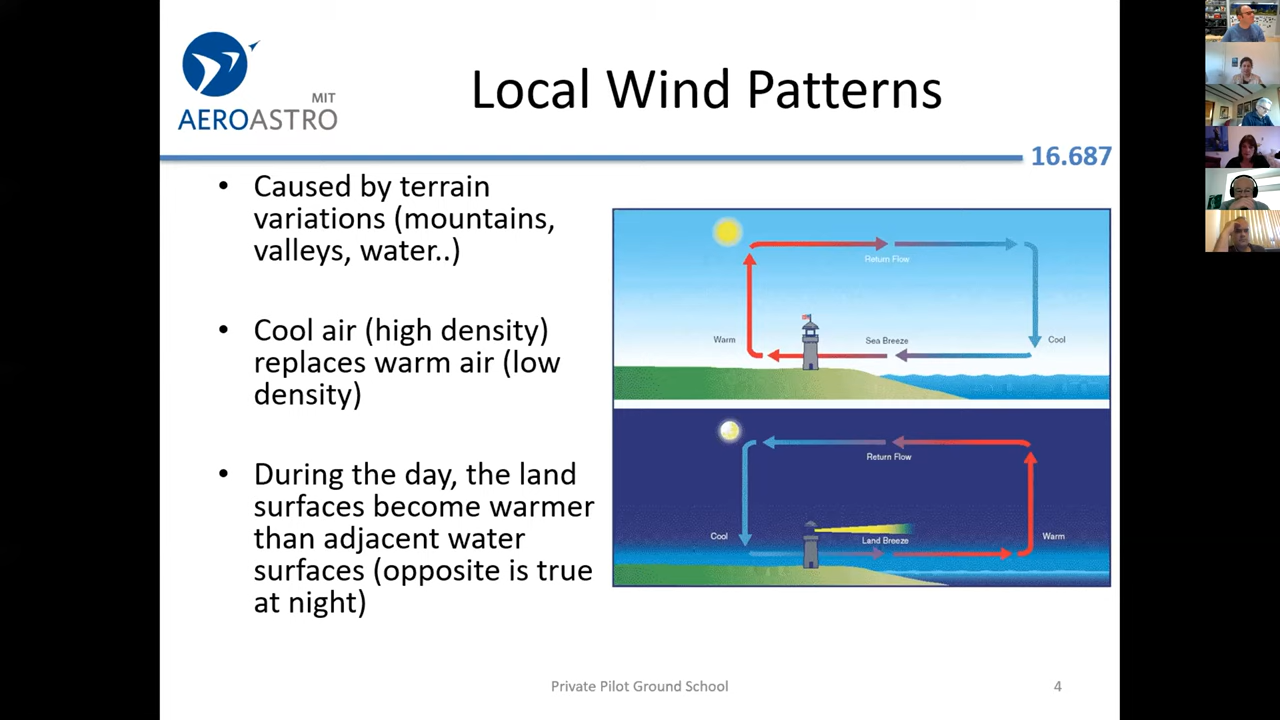 MIT
AEROASTRO
Local Wind Patterns
16.687
• Caused by terrain
variations (mountains,
valleys, water..)
• Cool air (high density)
replaces warm air (low
density)
• During the day, the land
surfaces become warmer
than adjacent water
surfaces (opposite is true
at night)
Return Flow
Warm
Sea Breeze
Cool
Return Flow
Cool
Land Breeze
Warm
Private Pilot Ground School
4